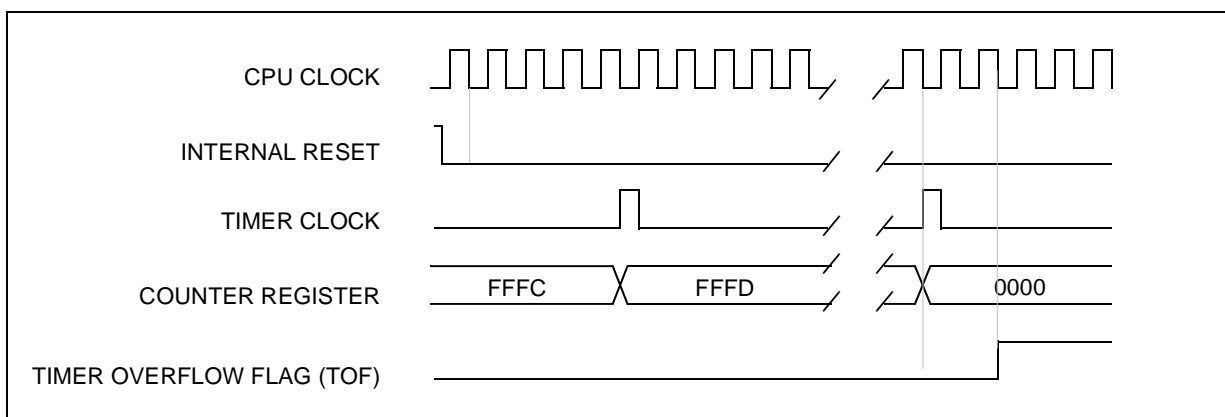 CPU CLOCK
INTERNAL RESET
TIMER CLOCK
COUNTER REGISTER FFFC FFFD 0000
TIMER OVERFLOW FLAG (TOF)